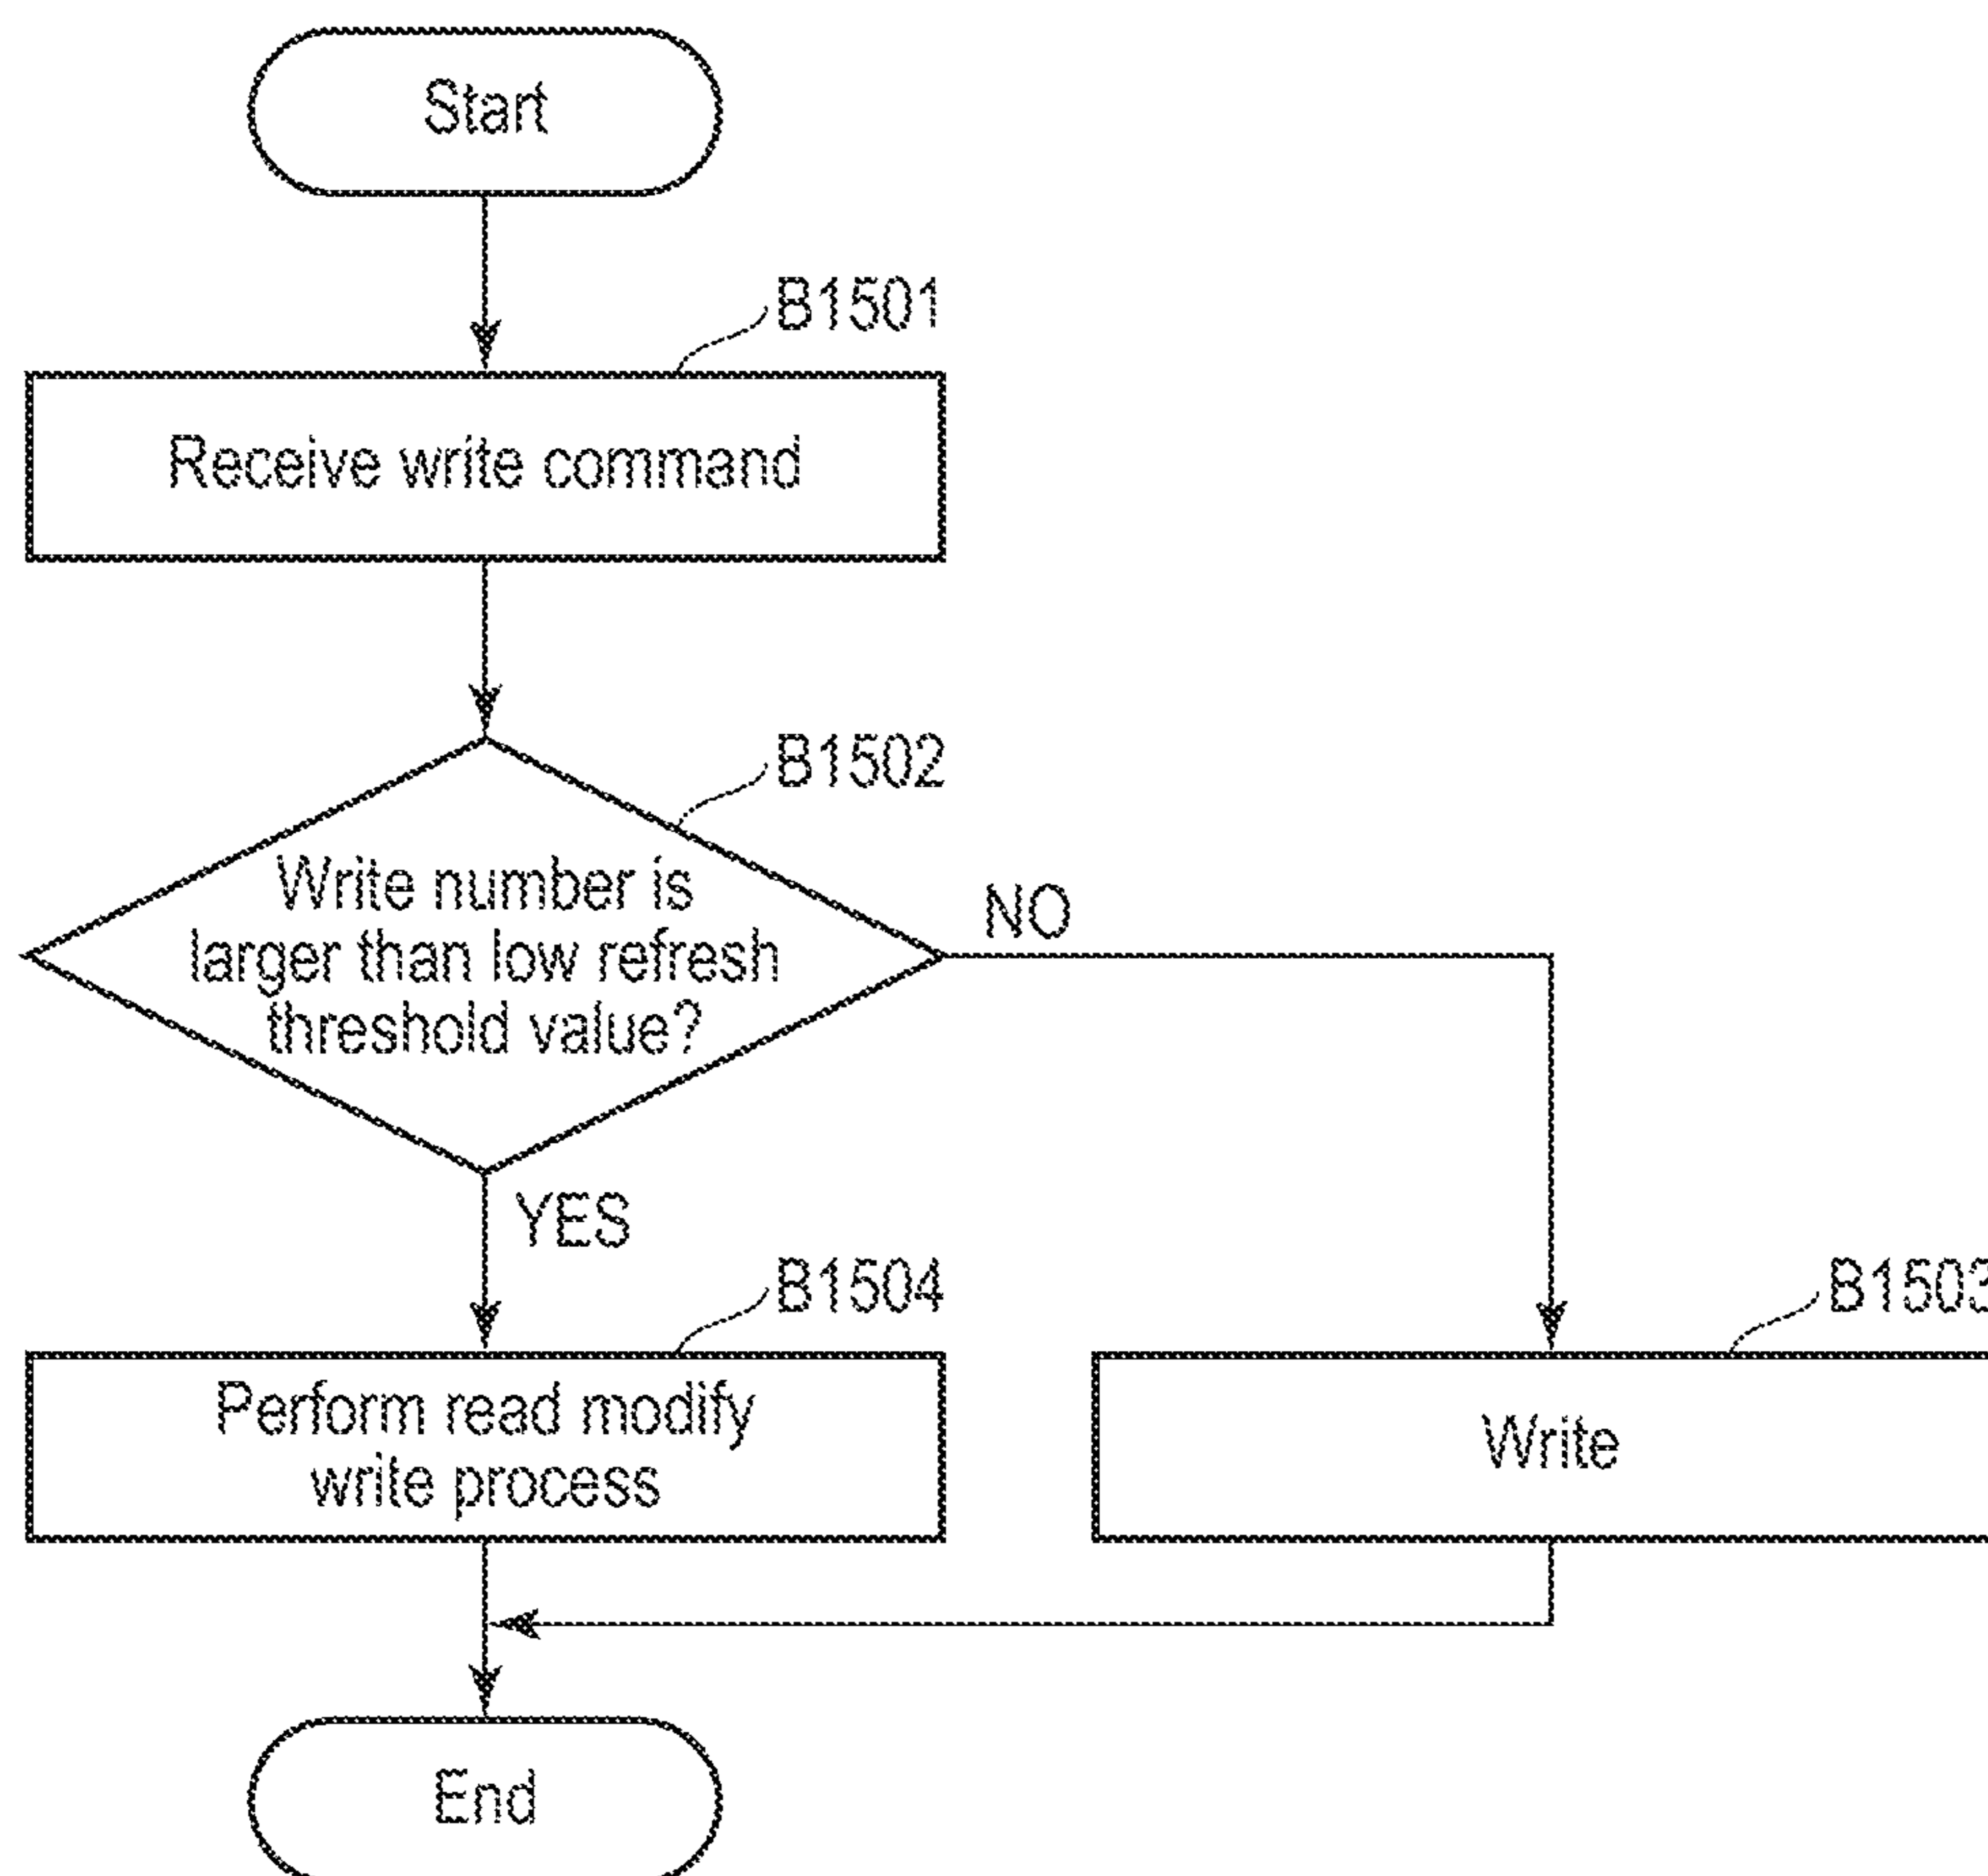 Start
B1501
Receive write command
B1502
Write number is
larger than low refresh
threshold value?
NO
YES
B1504
B1503
Perform read modify
write process
Write
End